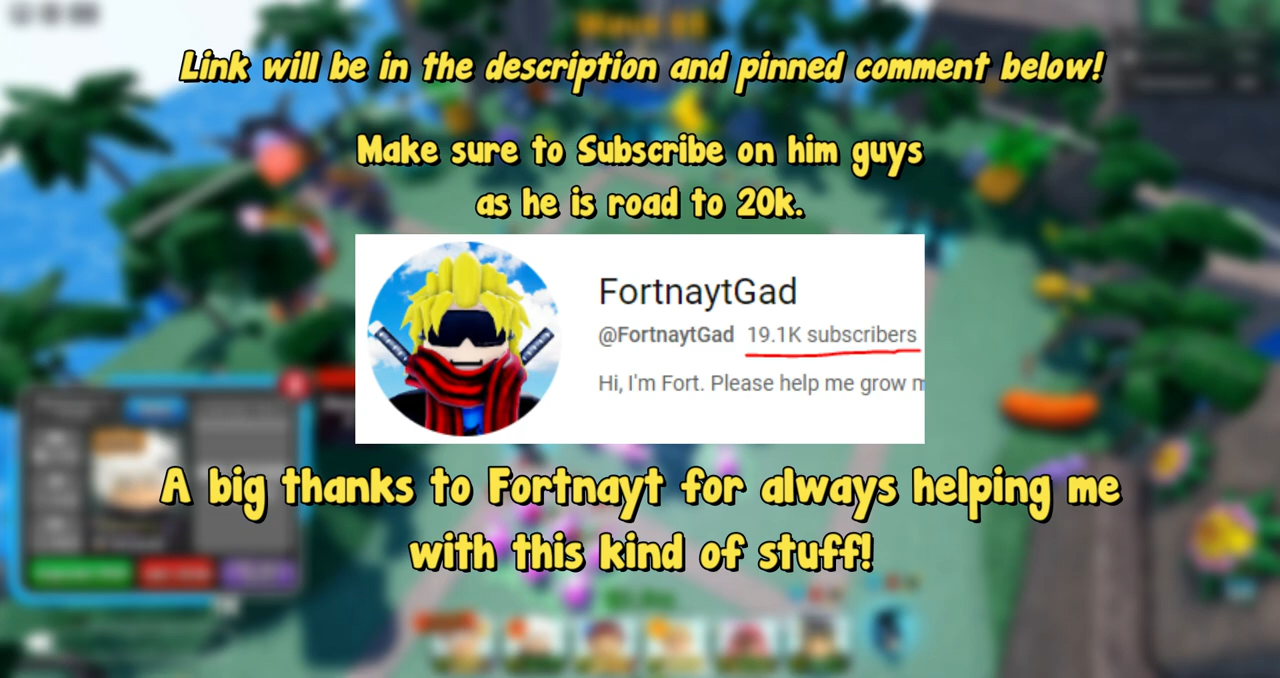 Link will be in the description and pinned comment below!
Make sure to Subscribe on him guys
as he is road to 20k.
FortnaytGad
@FortnaytGad 19.1K subscribers
Hi, I'm Fort. Please help me grow
A big thanks to Fortnayt for always helping me
with this kind of stuff!